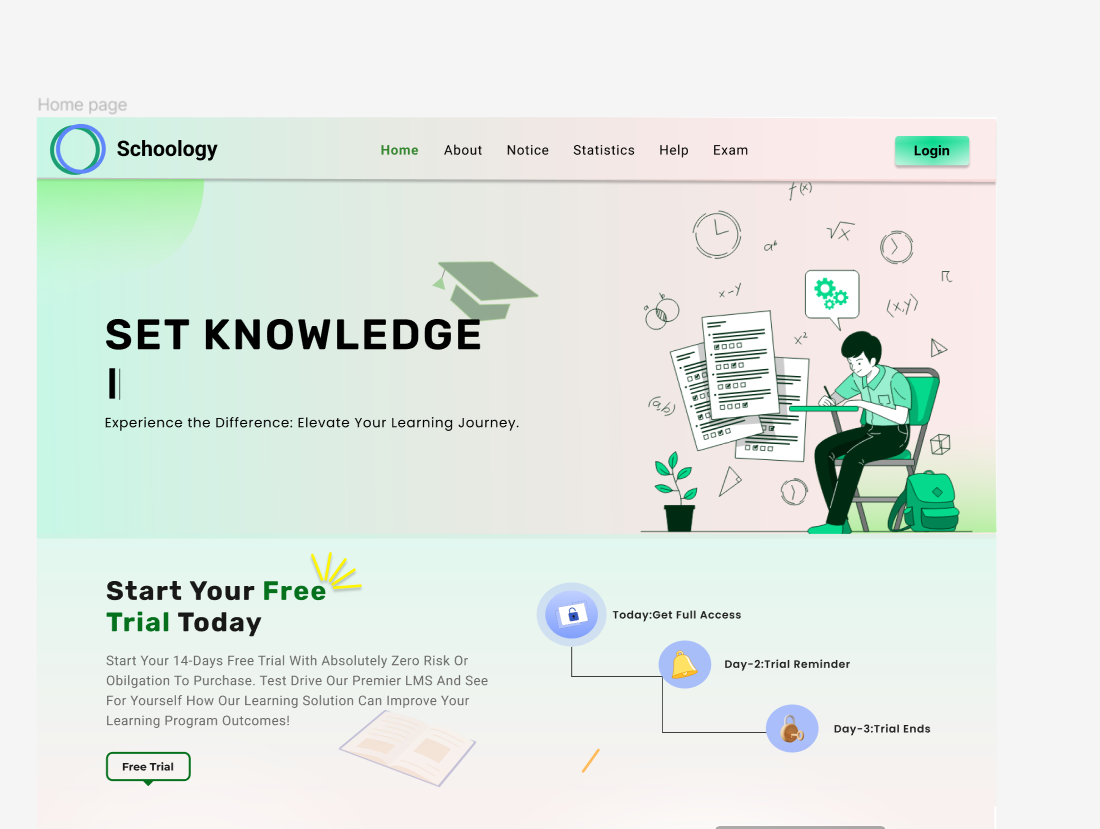 Home page
Schoology
Home About Notice Statistics Help Exam
Login
f(x)
√x
aᵇ
π
x-y
a b
(x,y)
x²
(a,b)
SET KNOWLEDGE
I
Experience the Difference: Elevate Your Learning Journey.
Start Your Free
Trial Today
Start Your 14-Days Free Trial With Absolutely Zero Risk Or
Obilgation To Purchase. Test Drive Our Premier LMS And See
For Yourself How Our Learning Solution Can Improve Your
Learning Program Outcomes!
Free Trial
Today:Get Full Access
Day-2:Trial Reminder
Day-3:Trial Ends